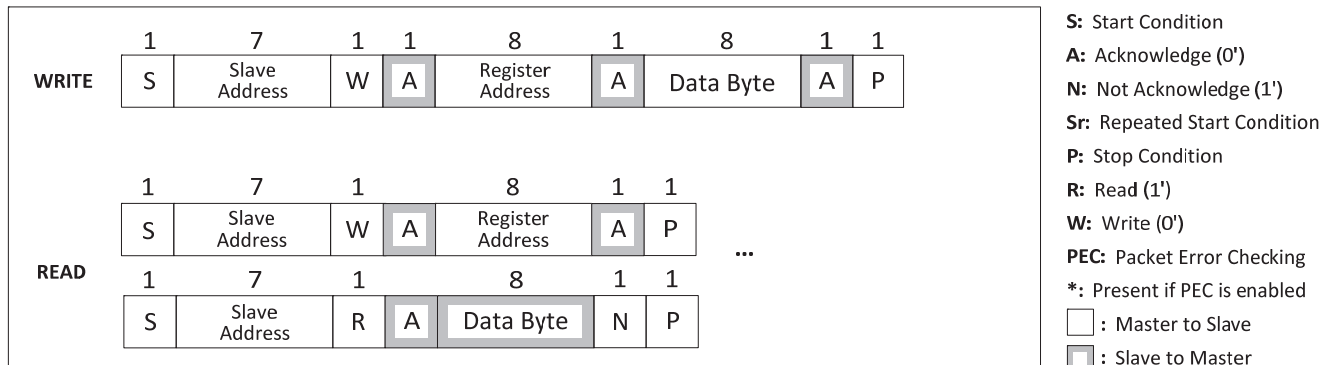 1 7 1 1 8 1 8 1 1
WRITE S Slave Address W A Register Address A Data Byte A P
1 7 1 8 1 1
S Slave Address W A Register Address A P
...
READ
1 7 1 8 1 1
S Slave Address R A Data Byte N P
S: Start Condition
A: Acknowledge (0')
N: Not Acknowledge (1')
Sr: Repeated Start Condition
P: Stop Condition
R: Read (1')
W: Write (0')
PEC: Packet Error Checking
*: Present if PEC is enabled
: Master to Slave
: Slave to Master